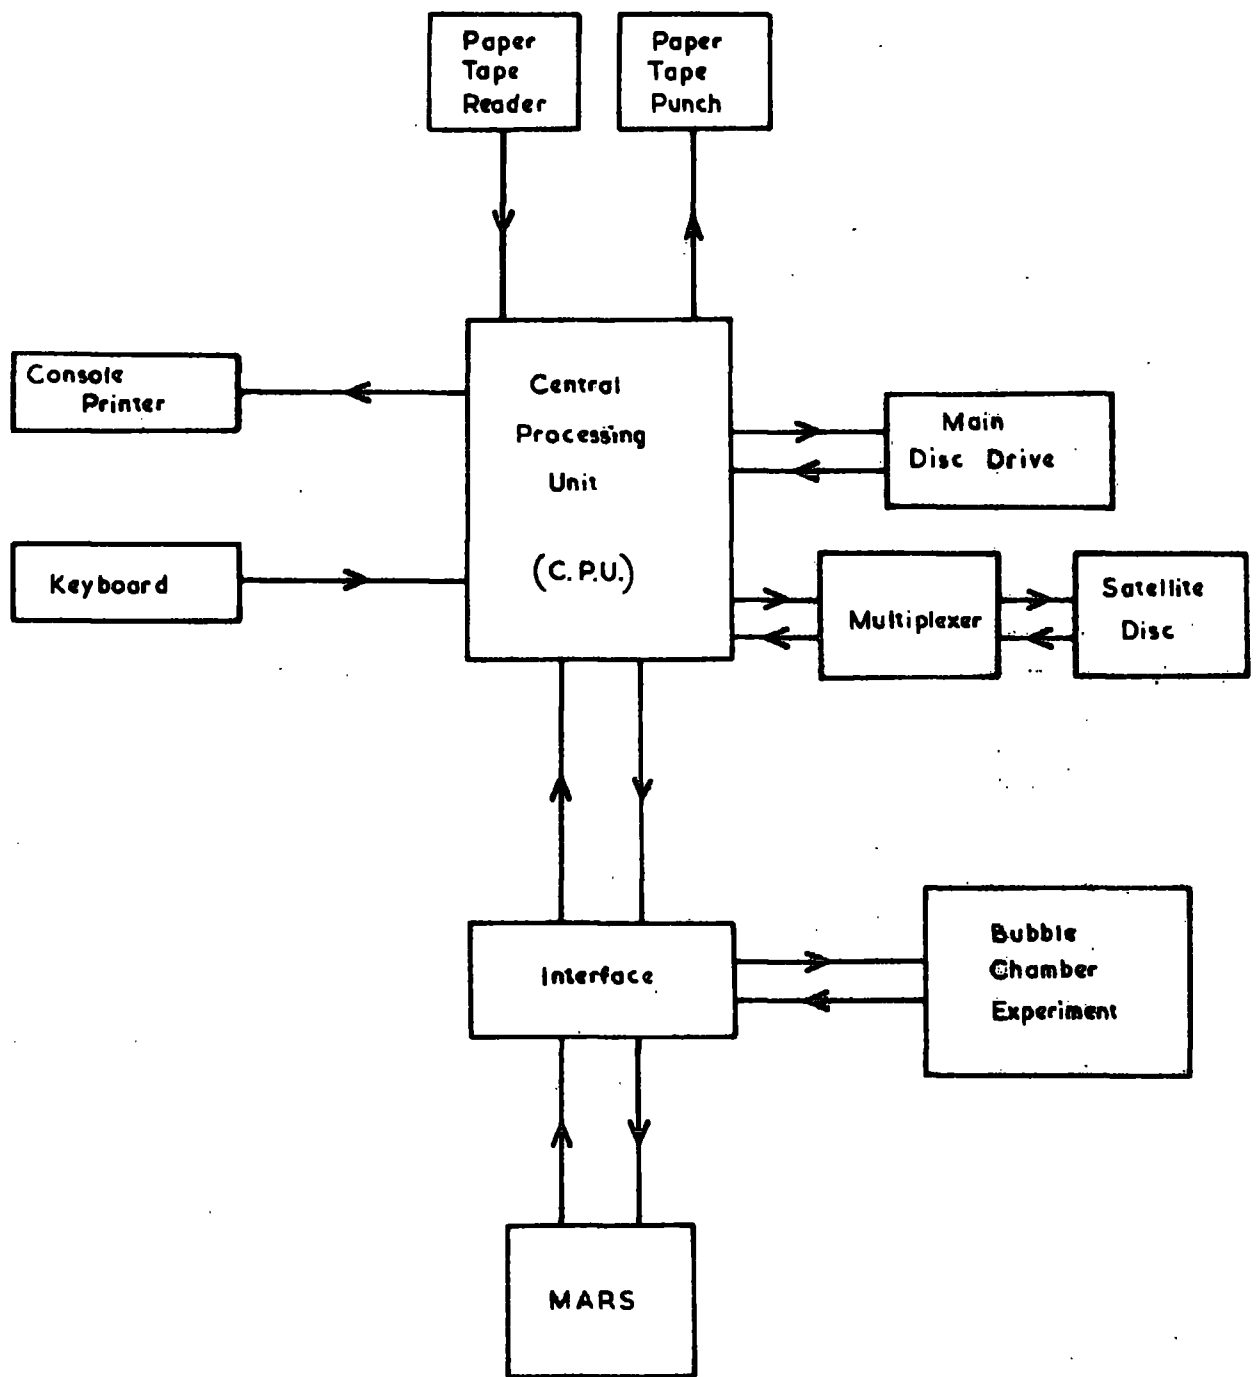 Paper
Tape
Reader
Paper
Tape
Punch
Console
Printer
Central
Processing
Unit
(C. P.U.)
Main
Disc Drive
Keyboard
Multiplexer
Satellite
Disc
Interface
Bubble
Chamber
Experiment
MARS